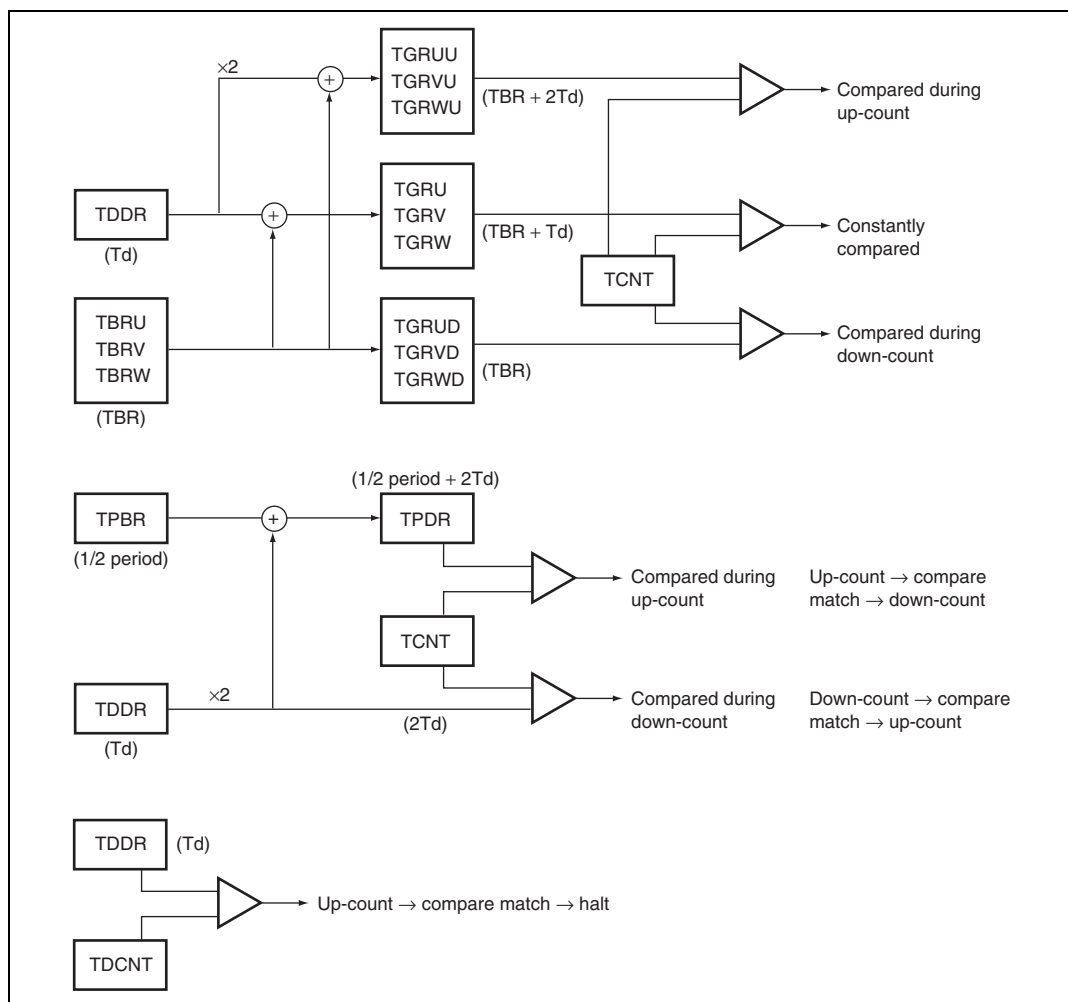 ×2
+
TGRUU
TGRVU
TGRWU
(TBR + 2Td)
Compared during
up-count
TDDR
(Td)
+
TGRU
TGRV
TGRW
(TBR + Td)
Constantly
compared
TCNT
TBRU
TBRV
TBRW
(TBR)
TGRUD
TGRVD
TGRWD
(TBR)
Compared during
down-count
(1/2 period + 2Td)
TPBR
(1/2 period)
+
TPDR
Compared during
up-count
Up-count → compare
match → down-count
TCNT
TDDR
(Td)
×2
(2Td)
Compared during
down-count
Down-count → compare
match → up-count
TDDR
(Td)
Up-count → compare match → halt
TDCNT